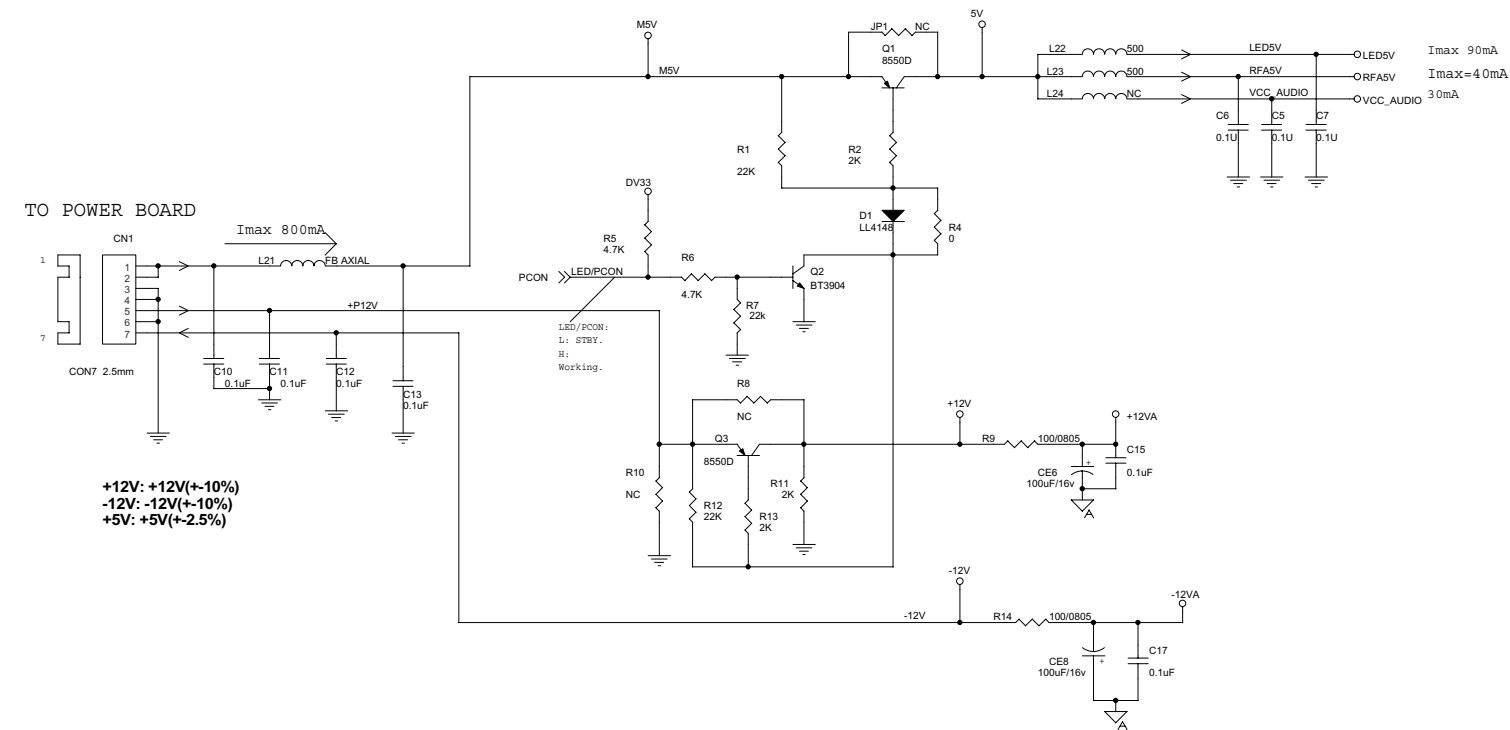 M5V
JP1 NC
Q1
8550D
5V
M5V
L22 500 LED5V LED5V Imax 90mA
L23 500 RFA5V RFA5V Imax=40mA
L24 NC VCC_AUDIO VCC_AUDIO 30mA
C6
0.1U
C5
0.1U
C7
0.1U
R1
22K
R2
2K
DV33
TO POWER BOARD
CN1
Imax 800mA
L21 FB AXIAL
1
7
1
2
3
4
5
6
7
CON7 2.5mm
D1
LL4148
R4
0
R5
4.7K
PCON LED/PCON
R6
4.7K
R7
22k
Q2
BT3904
+P12V
LED/PCON:
L: STBY.
H:
Working.
C10
0.1uF
C11
0.1uF
C12
0.1uF
C13
0.1uF
R8
NC
Q3
8550D
+12V
R9 100/0805
+12VA
C15
0.1uF
CE6
100uF/16v
+
A
R10
NC
R12
22K
R13
2K
R11
2K
+12V: +12V(+-10%)
-12V: -12V(+-10%)
+5V: +5V(+-2.5%)
-12V
-12V
R14 100/0805
-12VA
CE8
100uF/16v
+
C17
0.1uF
A